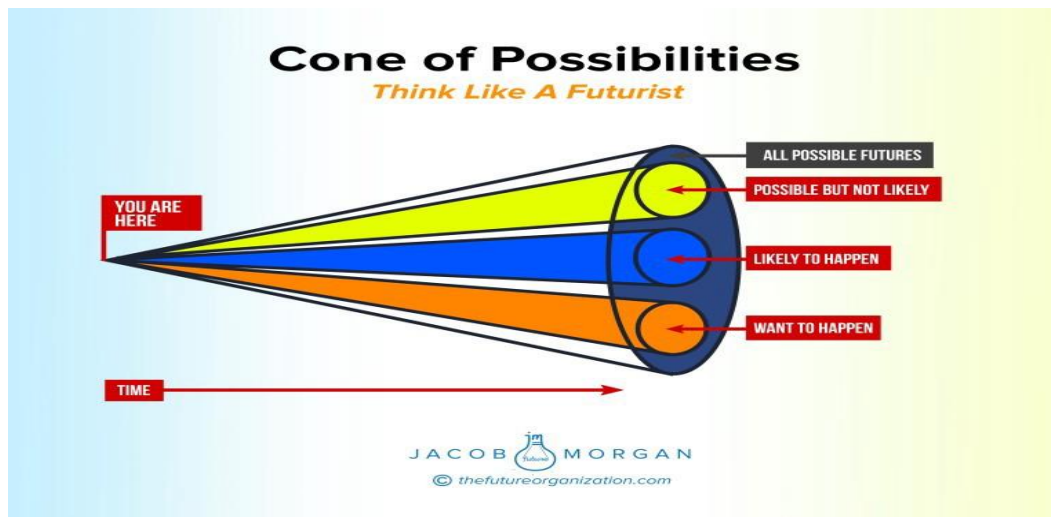 Cone of Possibilities
Think Like A Futurist
ALL POSSIBLE FUTURES
POSSIBLE BUT NOT LIKELY
YOU ARE
HERE
LIKELY TO HAPPEN
WANT TO HAPPEN
TIME
JACOB MORGAN
© thefutureorganization.com